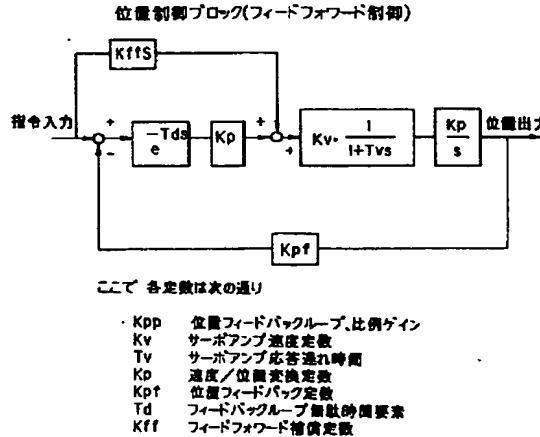 位置制御ブロック(フィードフォワード制御)
KffS
指令入力
+
-
e -Tds
Kp
+
+
Kv・ 1 / 1+Tvs
Kp / s
位置出力
Kpf
ここで 各定数は次の通り
Kpp 位置フィードバックループ、比例ゲイン
Kv サーボアンプ速度定数
Tv サーボアンプ応答遅れ時間
Kp 速度/位置変換定数
Kpf 位置フィードバック定数
Td フィードバックループ無駄時間要素
Kff フィードフォワード補償定数